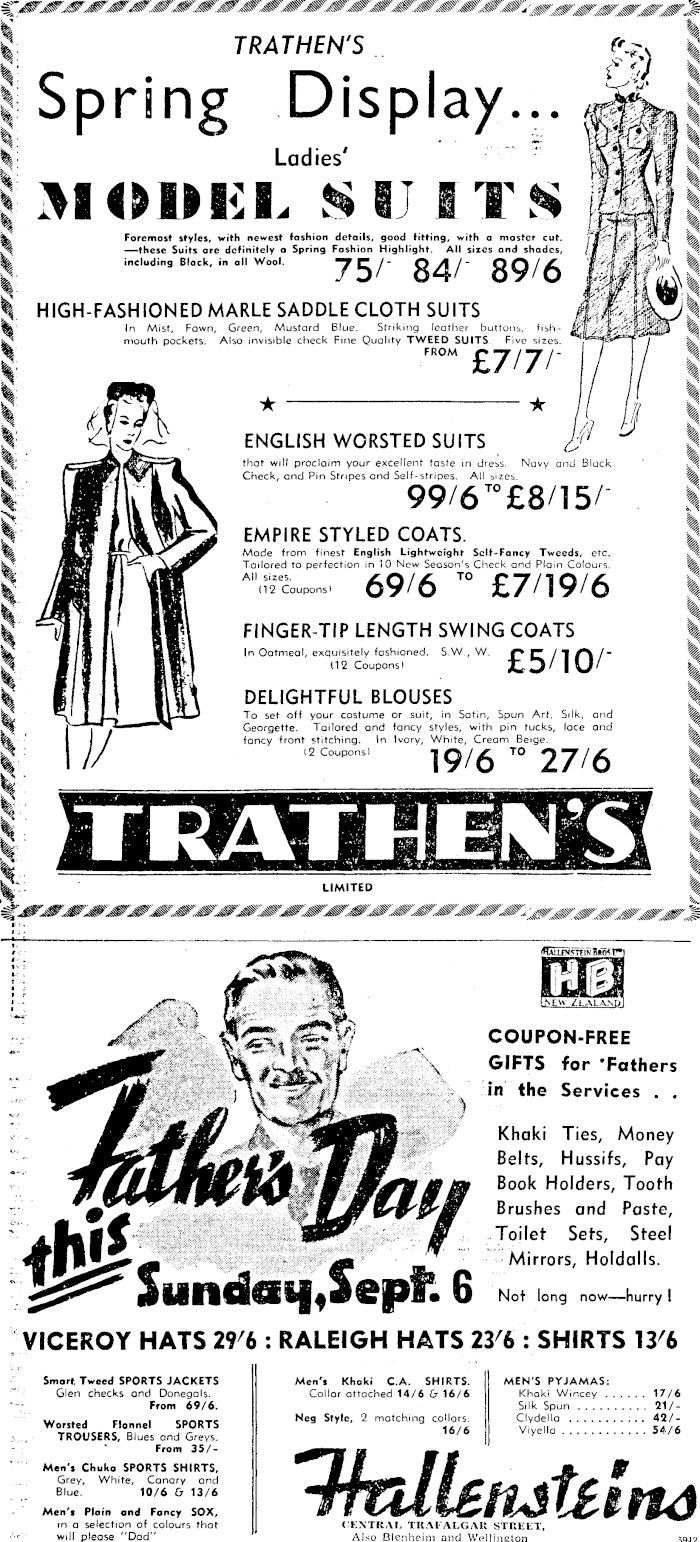 TRATHEN'S
Spring Display...
Ladies'
MODEL SUITS
Foremost styles, with newest fashion details, good fitting, with a master cut.
—these Suits are definitely a Spring Fashion Highlight. All sizes and shades,
including Black, in all Wool.
75/- 84/- 89/6
HIGH-FASHIONED MARLE SADDLE CLOTH SUITS
In Mist, Fawn, Green, Mustard Blue. Striking leather buttons, fish-
mouth pockets. Also invisible check Fine Quality TWEED SUITS. Five sizes.
FROM £7/7/-
ENGLISH WORSTED SUITS
that will proclaim your excellent taste in dress. Navy and Black
Check, and Pin Stripes and Self-stripes. All sizes.
99/6 TO £8/15/-
EMPIRE STYLED COATS.
Made from finest English Lightweight Self-Fancy Tweeds, etc.
Tailored to perfection in 10 New Season's Check and Plain Colours.
All sizes.
(12 Coupons) 69/6 TO £7/19/6
FINGER-TIP LENGTH SWING COATS
In Oatmeal, exquisitely fashioned. S.W., W.
(12 Coupons) £5/10/-
DELIGHTFUL BLOUSES
To set off your costume or suit, in Satin, Spun Art. Silk, and
Georgette. Tailored and fancy styles, with pin tucks, lace and
fancy front stitching. In Ivory, White, Cream Beige.
(2 Coupons) 19/6 TO 27/6
TRATHEN'S
LIMITED
HALLENSTEIN BROS LTD
HB
NEW ZEALAND
COUPON-FREE
GIFTS for Fathers
in the Services . .
Khaki Ties, Money
Belts, Hussifs, Pay
Book Holders, Tooth
Brushes and Paste,
Toilet Sets, Steel
Mirrors, Holdalls.
Not long now—hurry!
Father's Day
this
Sunday, Sept. 6
VICEROY HATS 29/6 : RALEIGH HATS 23/6 : SHIRTS 13/6
Smart Tweed SPORTS JACKETS
Glen checks and Donegals.
From 69/6.
Worsted Flannel SPORTS
TROUSERS, Blues and Greys.
From 35/-
Men's Chuka SPORTS SHIRTS,
Grey, White, Canary and
Blue. 10/6 & 13/6
Men's Plain and Fancy SOX,
in a selection of colours that
will please "Dad"
Men's Khaki C.A. SHIRTS.
Collar attached 14/6 & 16/6
Neg Style, 2 matching collars.
16/6
MEN'S PYJAMAS:
Khaki Wincey ...... 17/6
Silk Spun .......... 21/-
Clydella ........... 42/-
Viyella ............ 54/6
Hallensteins
CENTRAL TRAFALGAR STREET,
Also Blenheim and Wellington
3942